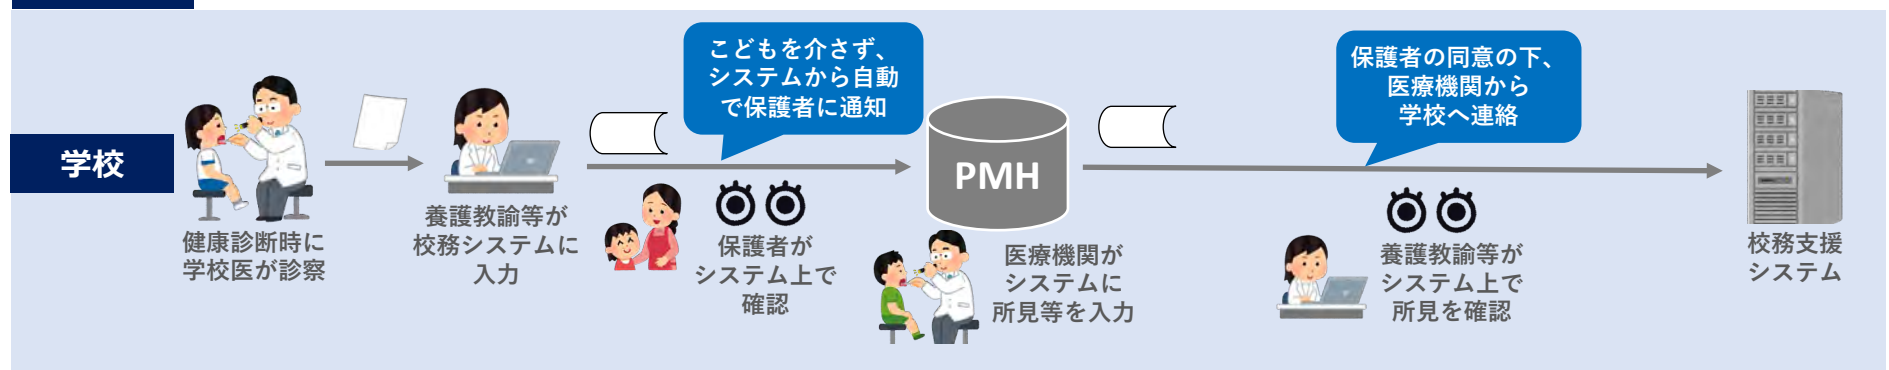 学校
健康診断時に
学校医が診察
養護教諭等が
校務システムに
入力
こどもを介さず、
システムから自動
で保護者に通知
保護者が
システム上で
確認
PMH
医療機関が
システムに
所見等を入力
保護者の同意の下、
医療機関から
学校へ連絡
養護教諭等が
システム上で
所見を確認
校務支援
システム